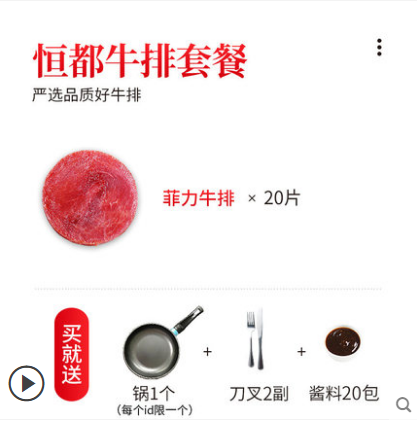 恒都牛排套餐
严选品质好牛排
菲力牛排 × 20片
买就送
锅1个 + 刀叉2副 + 酱料20包
(每个id限一个)